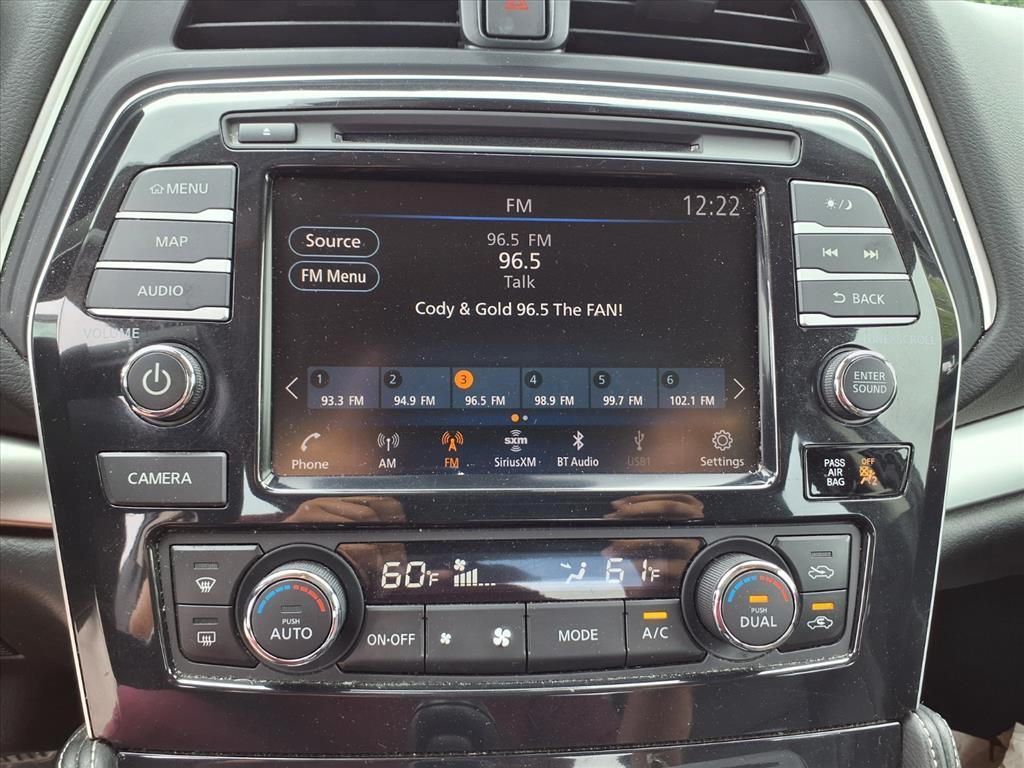 FM 12:22
Source
FM Menu
96.5 FM
96.5
Talk
Cody & Gold 96.5 The FAN!
1 2 3 4 5 6
93.3 FM 94.9 FM 96.5 FM 98.9 FM 99.7 FM 102.1 FM
sxm
Phone AM FM SiriusXM BT Audio USB1 Settings
MENU
MAP
AUDIO
VOLUME
CAMERA
BACK
TUNE•SCROLL
ENTER
SOUND
PASS
AIR
BAG
OFF
2
60°F 61°F
PUSH
AUTO
ON-OFF
MODE
A/C
PUSH
DUAL